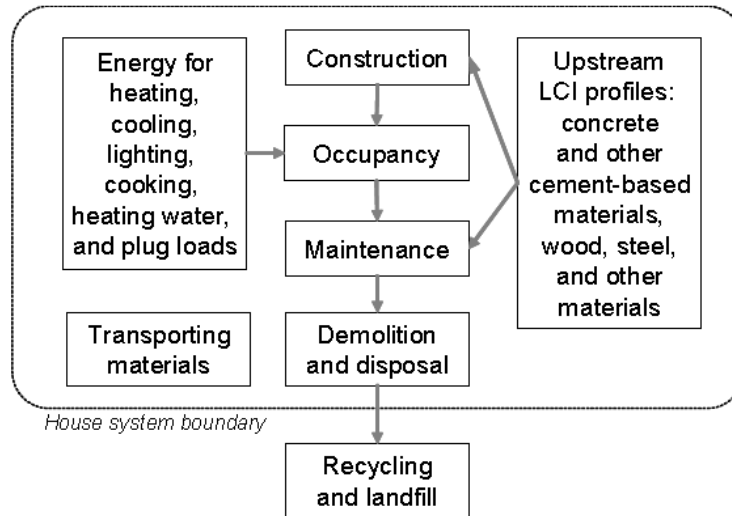 Energy for
heating,
cooling,
lighting,
cooking,
heating water,
and plug loads
Construction
Occupancy
Maintenance
Demolition
and disposal
Upstream
LCI profiles:
concrete
and other
cement-based
materials,
wood, steel,
and other
materials
Transporting
materials
House system boundary
Recycling
and landfill